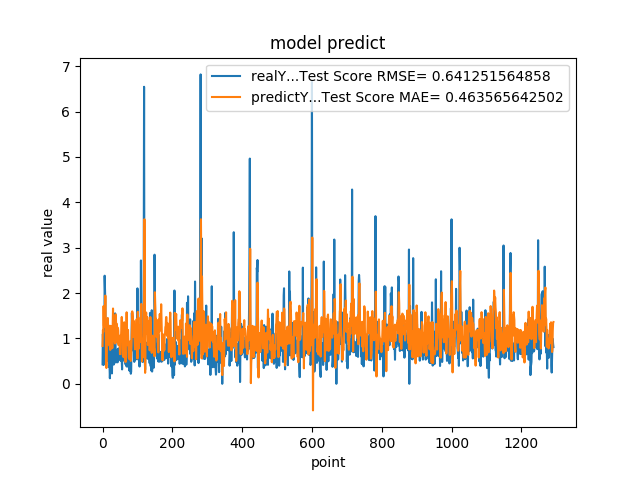 model predict
realY...Test Score RMSE= 0.641251564858
predictY...Test Score MAE= 0.463565642502
7
6
5
4
3
2
1
0
real value
0 200 400 600 800 1000 1200
point